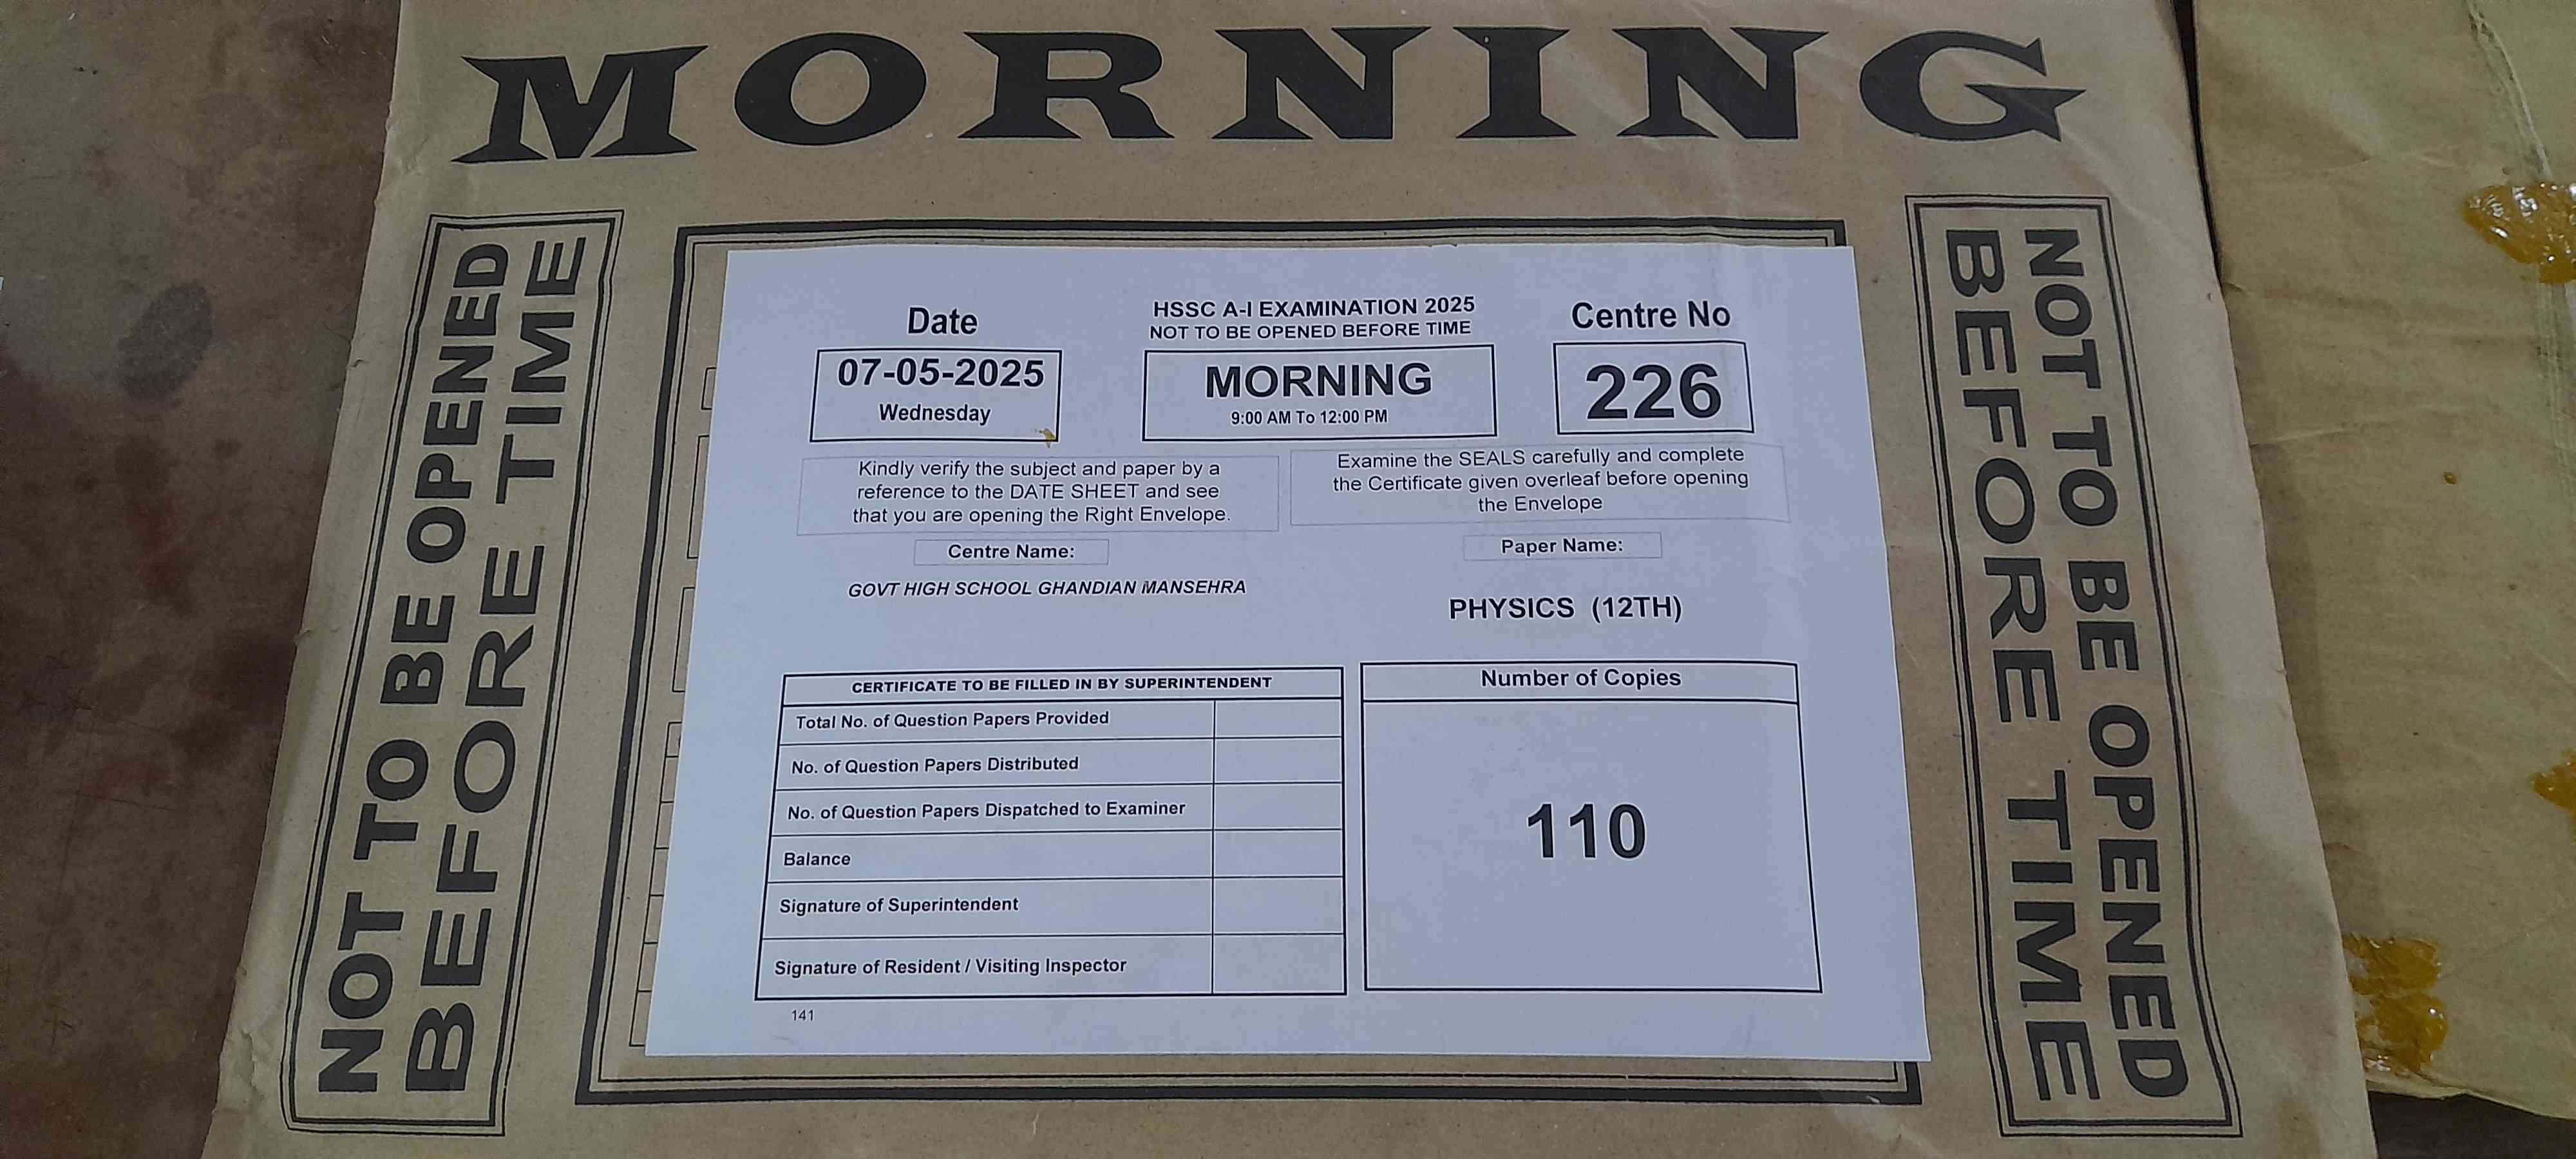 MORNING
NOT TO BE OPENED
BEFORE TIME
Date
07-05-2025
Wednesday
HSSC A-I EXAMINATION 2025
NOT TO BE OPENED BEFORE TIME
MORNING
9:00 AM To 12:00 PM
Centre No
226
Kindly verify the subject and paper by a
reference to the DATE SHEET and see
that you are opening the Right Envelope.
Examine the SEALS carefully and complete
the Certificate given overleaf before opening
the Envelope
Centre Name:
GOVT HIGH SCHOOL GHANDIAN MANSEHRA
Paper Name:
PHYSICS (12TH)
CERTIFICATE TO BE FILLED IN BY SUPERINTENDENT
Total No. of Question Papers Provided
No. of Question Papers Distributed
No. of Question Papers Dispatched to Examiner
Balance
Signature of Superintendent
Signature of Resident / Visiting Inspector
Number of Copies
110
141
NOT TO BE OPENED
BEFORE TIME